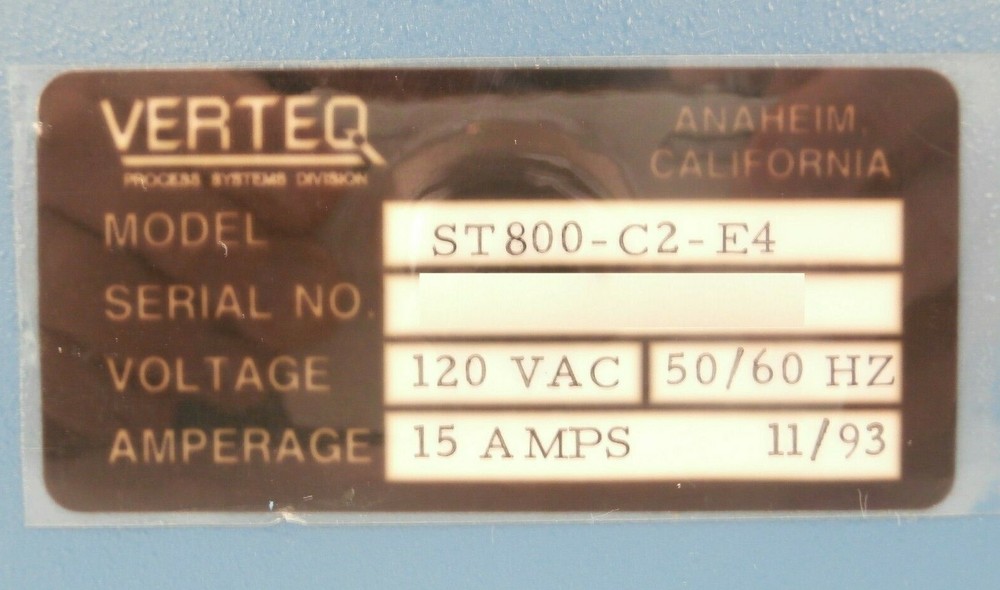 VERTEQ
PROCESS SYSTEMS DIVISION
ANAHEIM,
CALIFORNIA
MODEL ST800-C2-E4
SERIAL NO.
VOLTAGE 120 VAC 50/60 HZ
AMPERAGE 15 AMPS 11/93